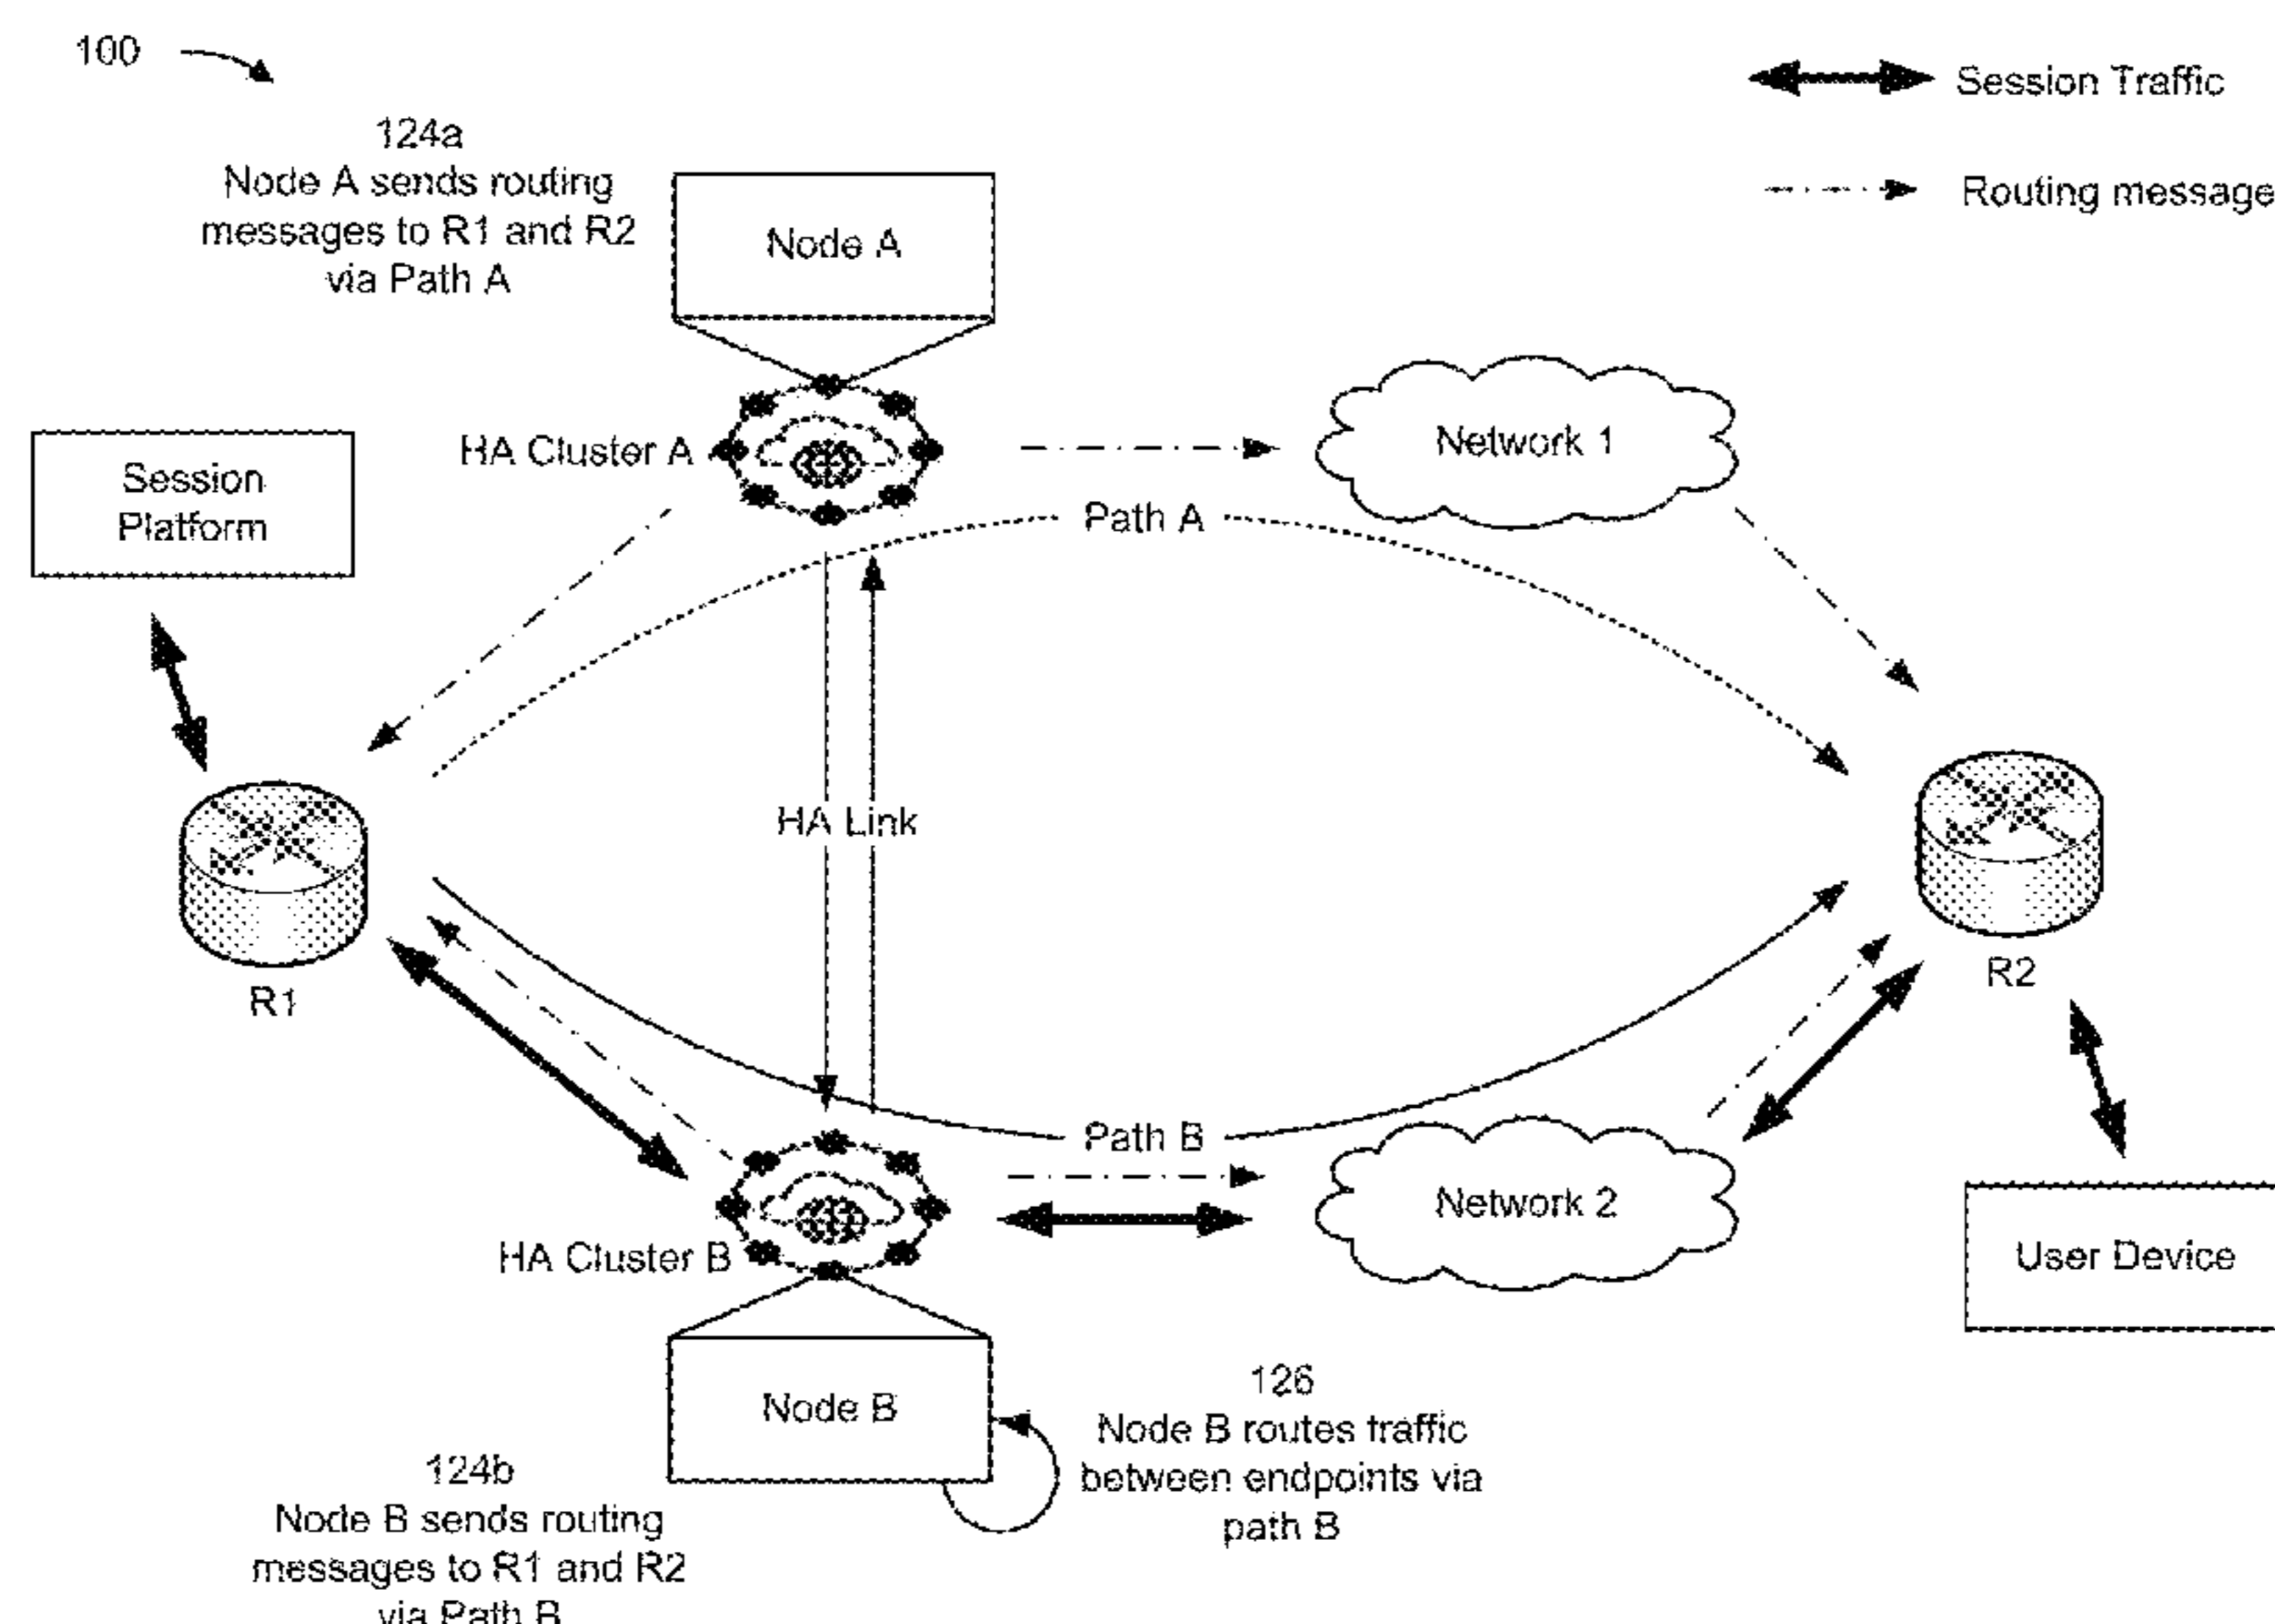 100
Session Traffic
124a
Node A sends routing
messages to R1 and R2
via Path A
Routing message
Node A
Session
Platform
HA Cluster A
Network 1
Path A
HA Link
R1
R2
Path B
HA Cluster B
Network 2
User Device
Node B
126
Node B routes traffic
between endpoints via
path B
124b
Node B sends routing
messages to R1 and R2
via Path B